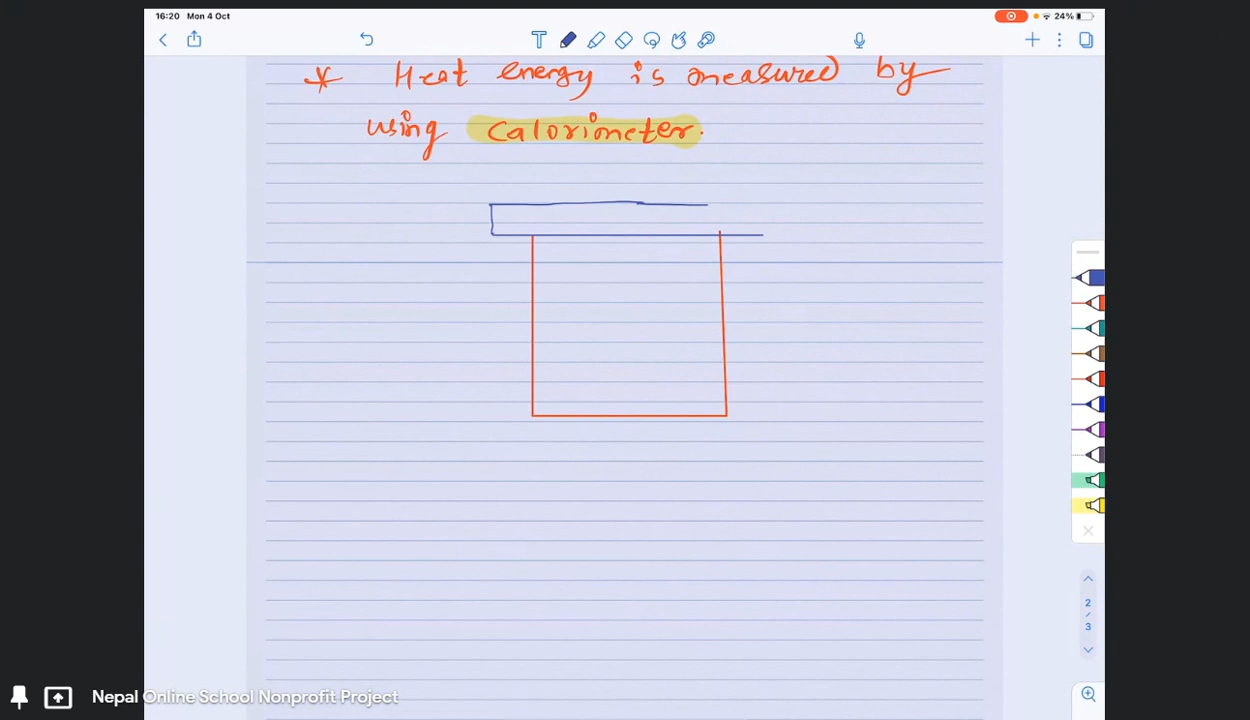 16:20 Mon 4 Oct
24%
T
* Heat energy is measured by
using calorimeter.
2
/
3
Nepal Online School Nonprofit Project